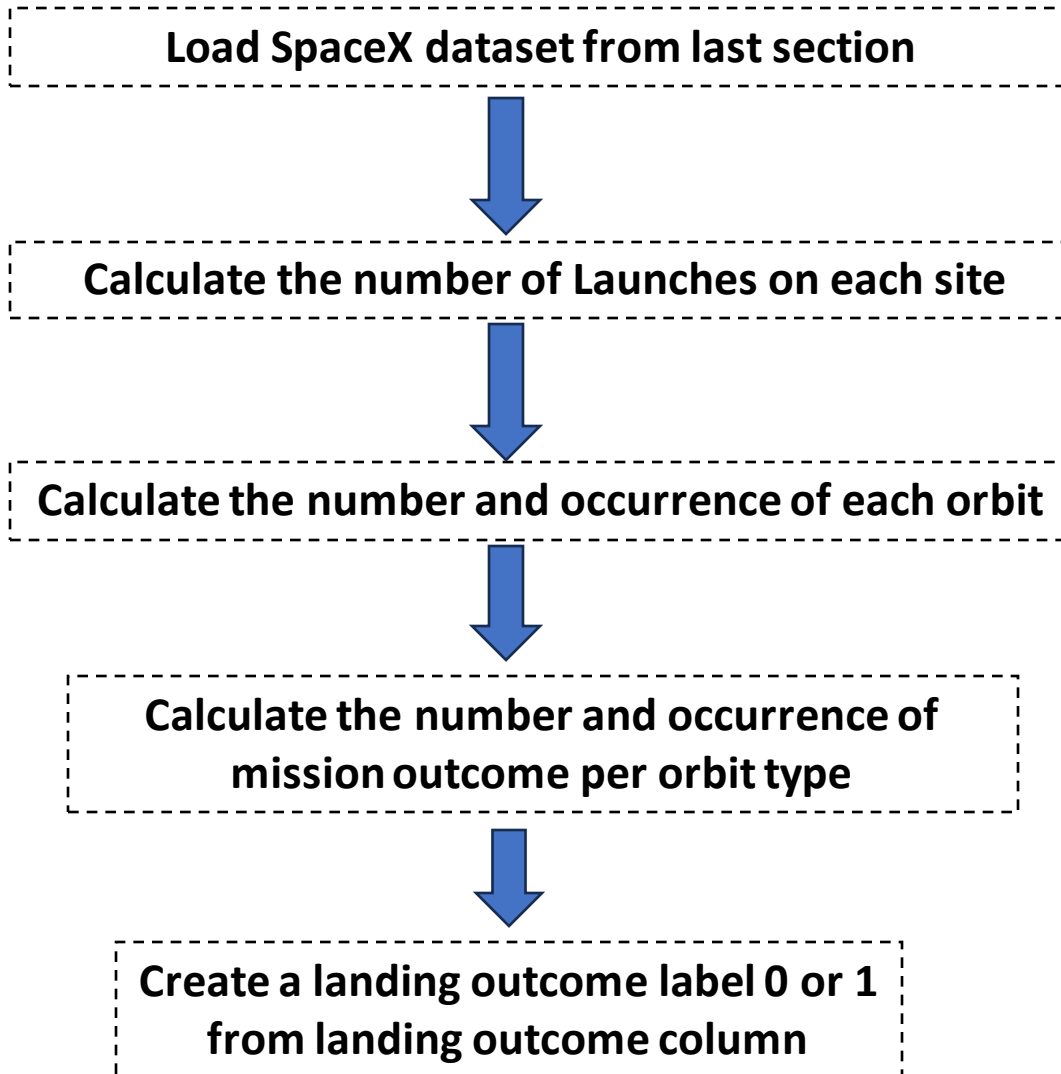 Load SpaceX dataset from last section
Calculate the number of Launches on each site
Calculate the number and occurrence of each orbit
Calculate the number and occurrence of
mission outcome per orbit type
Create a landing outcome label 0 or 1
from landing outcome column